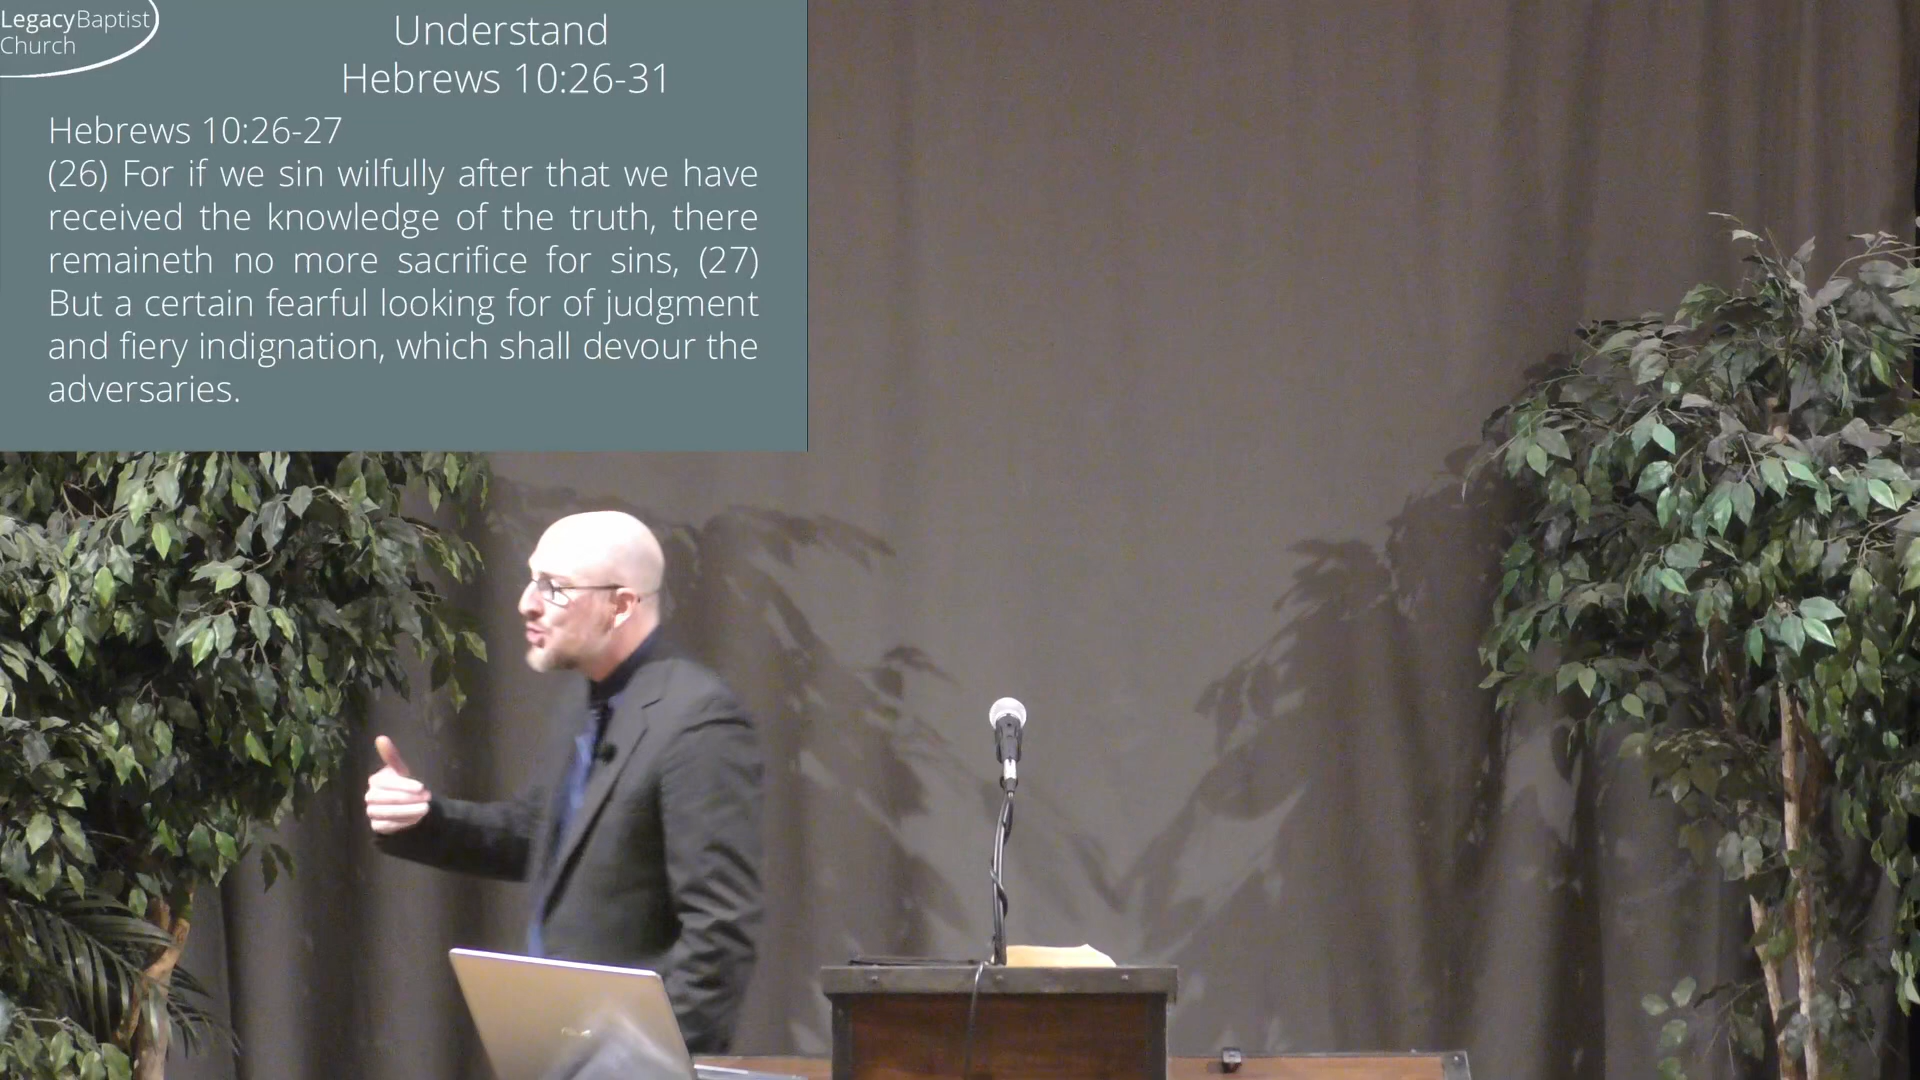 LegacyBaptist
Church
Understand
Hebrews 10:26-31
Hebrews 10:26-27
(26) For if we sin wilfully after that we have
received the knowledge of the truth, there
remaineth no more sacrifice for sins, (27)
But a certain fearful looking for of judgment
and fiery indignation, which shall devour the
adversaries.